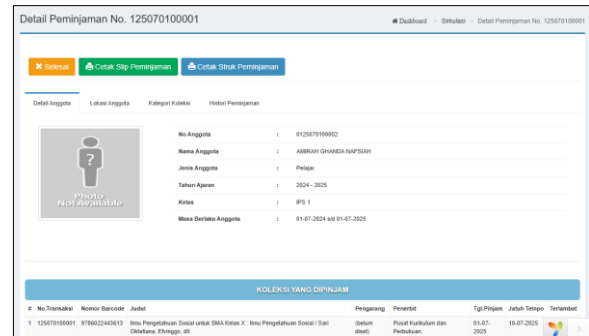 Detail Peminjaman No. 125070100001
Dashboard > Sirkulasi > Detail Peminjaman No. 125070100001
Selesai
Cetak Slip Peminjaman
Cetak Struk Peminjaman
Detail Anggota
Lokasi Anggota
Kategori Koleksi
Histori Peminjaman
Photo
Not Available
No Anggota : 0125070100002
Nama Anggota : AMIRAH GHANDA NAFSIAH
Jenis Anggota : Pelajar
Tahun Ajaran : 2024 - 2025
Kelas : IPS 1
Masa Berlaku Anggota : 01-07-2024 s/d 01-07-2025
KOLEKSI YANG DIPINJAM
# No.Transaksi Nomor Barcode Judul Pengarang Penerbit Tgl.Pinjam Jatuh Tempo Terlambat
1 125070100001 9786022443613 Ilmu Pengetahuan Sosial untuk SMA Kelas X : Ilmu Pengetahuan Sosial / Sari (belum Pusat Kurikulum dan 01-07- 10-07-2025
Oktafiana, Efringgo, dll diset) Perbukuan, 2025